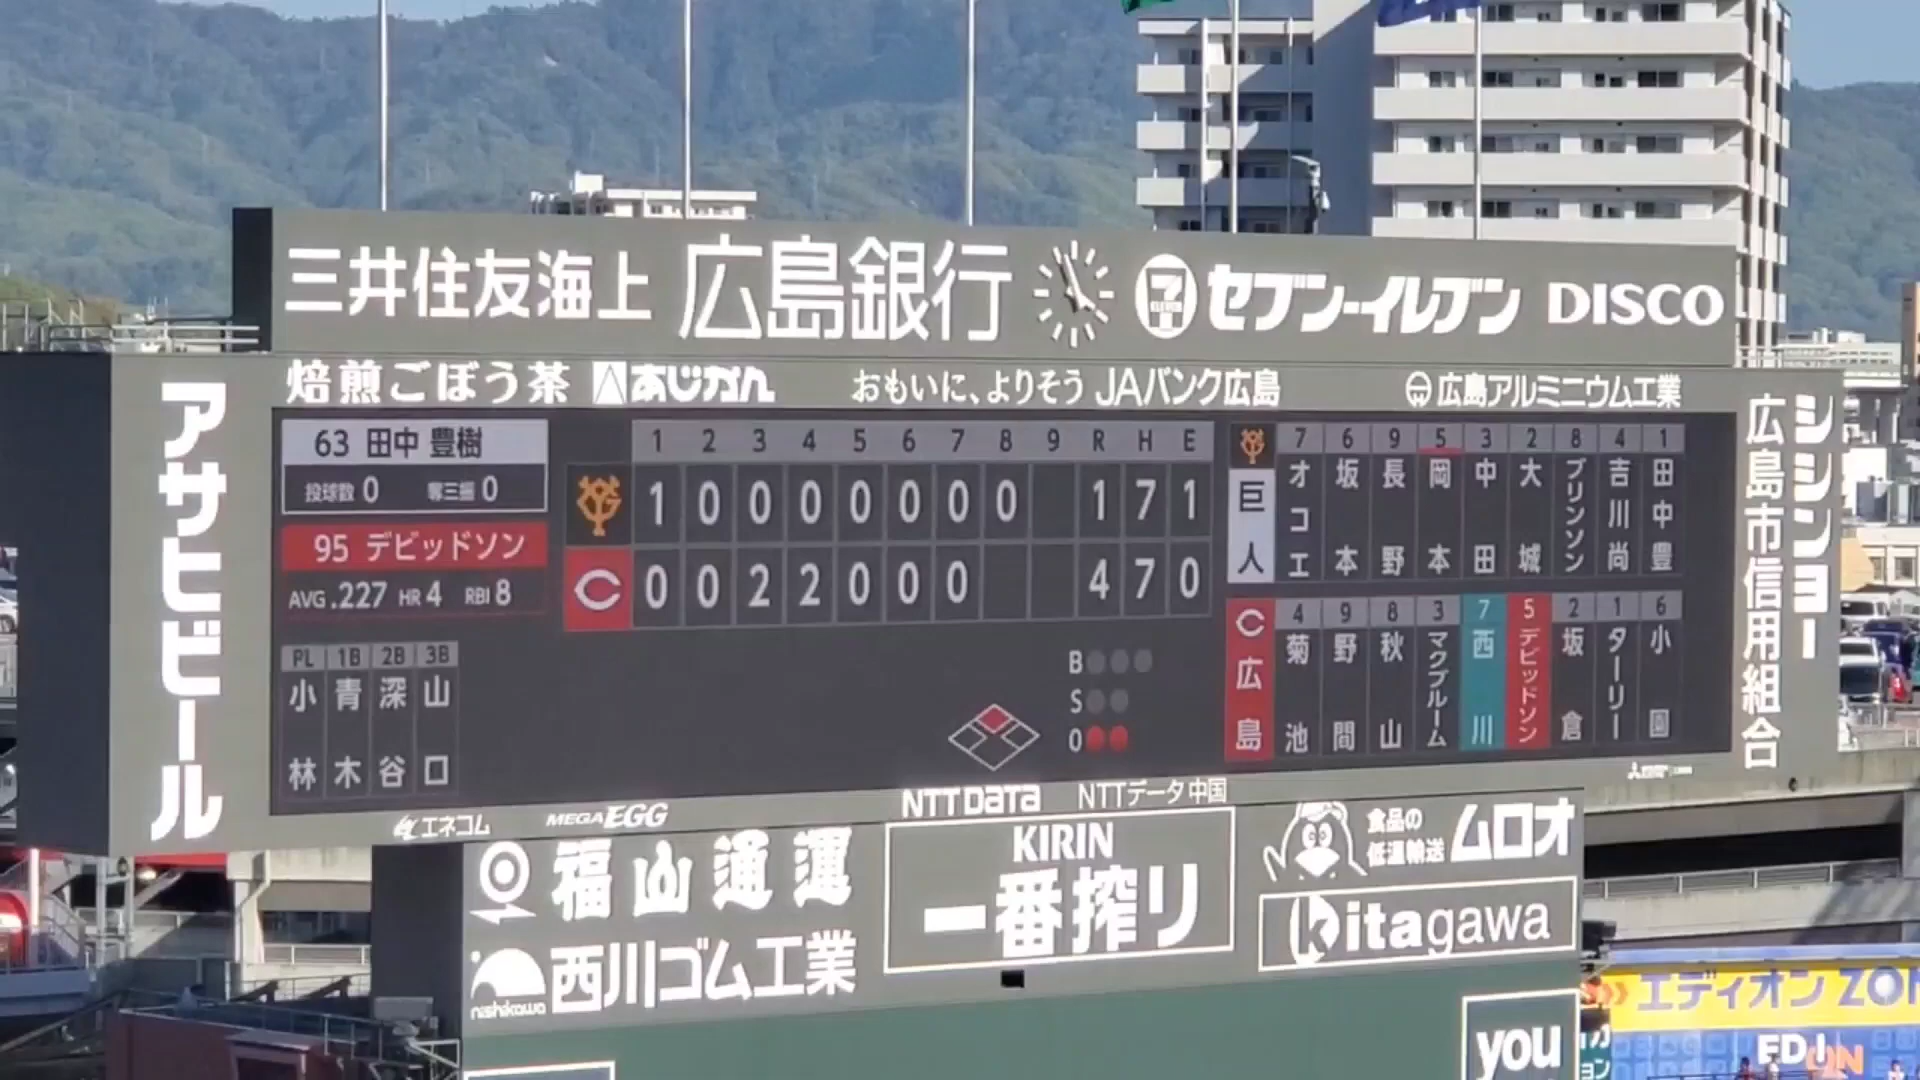 三井住友海上 広島銀行 セブン-イレブン DISCO
焙煎ごぼう茶 あじかん おもいに、よりそう JAバンク広島 広島アルミニウム工業
アサヒビール
63 田中 豊樹
投球数 0 奪三振 0
95 デビッドソン
AVG .227 HR 4 RBI 8
PL 1B 2B 3B
小林 青木 深谷 山口
1 2 3 4 5 6 7 8 9 R H E
YG 1 0 0 0 0 0 0 0 1 7 1
C 0 0 2 2 0 0 0 4 7 0
B
S
O
7 6 9 5 3 2 8 4 1
巨人 オコエ 坂本 長野 岡本 中田 大城 ブリンソン 吉川尚 田中豊
4 9 8 3 7 5 2 1 6
C 広島 菊池 野間 秋山 マクブルーム 西川 デビッドソン 坂倉 ターリー 小園
シシンヨー
広島市信用組合
エネコム MEGA EGG NTT DATA NTTデータ中国
福山通運
nishikawa 西川ゴム工業
KIRIN
一番搾り
食品の
低温輸送 ムロオ
kitagawa
エディオン ZON
you
EDI
ON